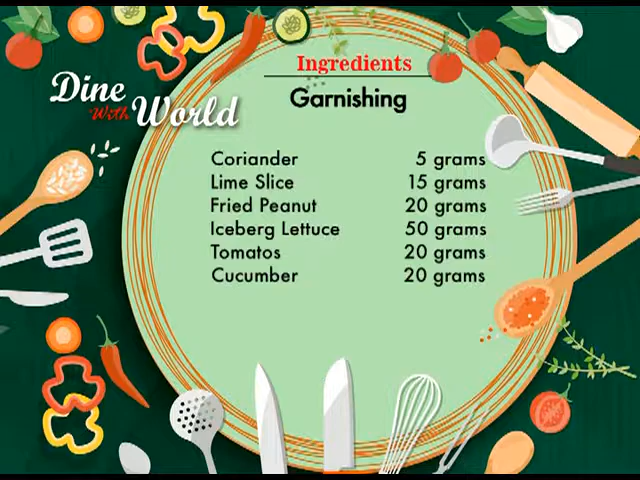 Dine
With World
Ingredients
Garnishing
Coriander 5 grams
Lime Slice 15 grams
Fried Peanut 20 grams
Iceberg Lettuce 50 grams
Tomatos 20 grams
Cucumber 20 grams